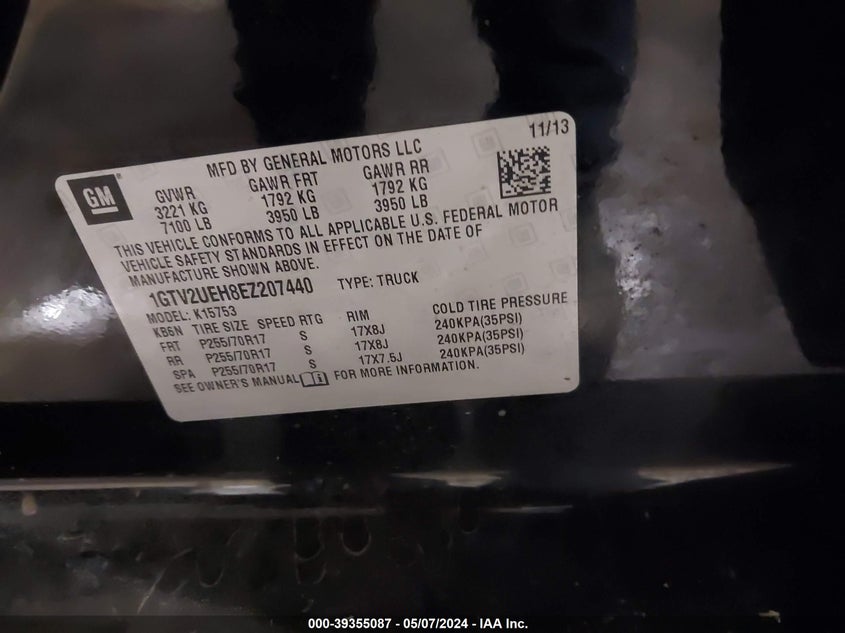 11/13
MFD BY GENERAL MOTORS LLC
GM
GVWR GAWR FRT GAWR RR
3221 KG 1792 KG 1792 KG
7100 LB 3950 LB 3950 LB
THIS VEHICLE CONFORMS TO ALL APPLICABLE U.S. FEDERAL MOTOR
VEHICLE SAFETY STANDARDS IN EFFECT ON THE DATE OF
MANUFACTURE SHOWN ABOVE.
1GTV2UEH8EZ207440 TYPE: TRUCK
MODEL: K15753
KB6N TIRE SIZE SPEED RTG RIM COLD TIRE PRESSURE
FRT P255/70R17 S 17X8J 240KPA(35PSI)
RR P255/70R17 S 17X8J 240KPA(35PSI)
SPA P255/70R17 S 17X7.5J 240KPA(35PSI)
SEE OWNER'S MANUAL FOR MORE INFORMATION.
000-39355087 - 05/07/2024 - IAA Inc.